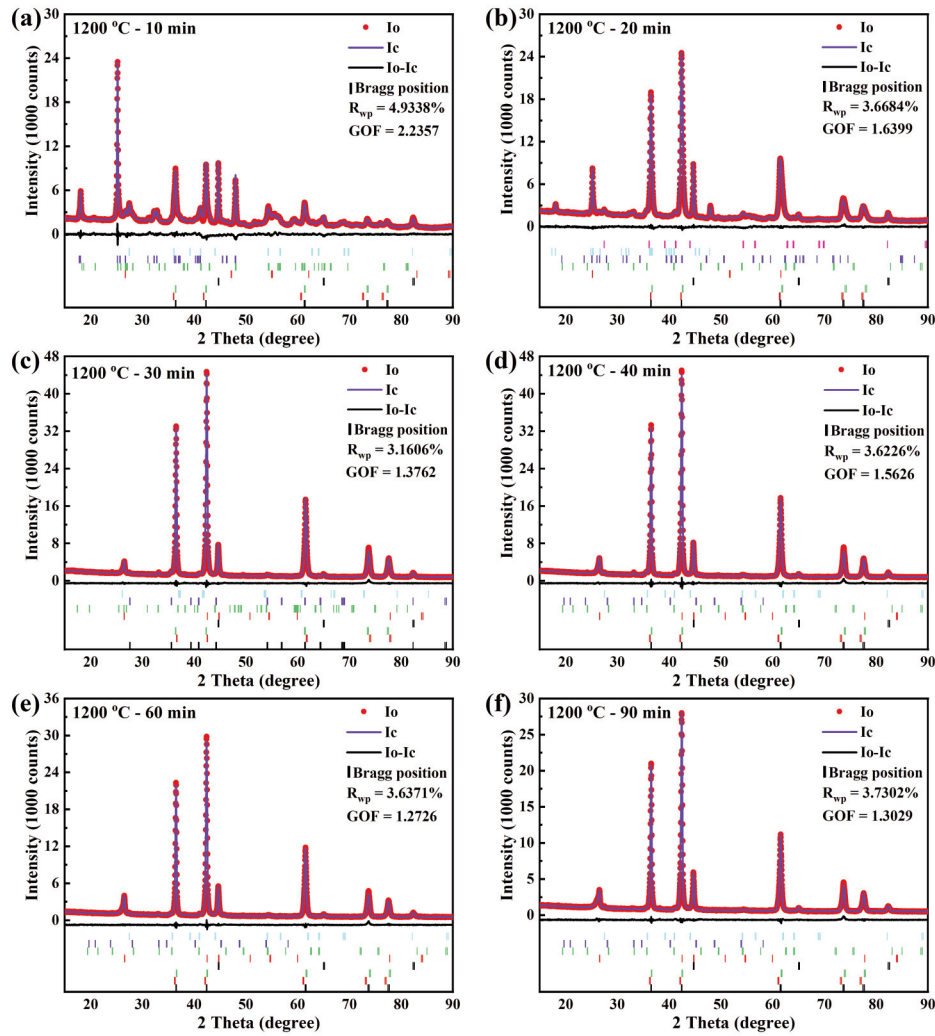 (a)
1200 °C - 10 min
Io
Ic
Io-Ic
Bragg position
Rwp = 4.9338%
GOF = 2.2357
Intensity (1000 counts)
30
24
18
12
6
0
20 30 40 50 60 70 80 90
2 Theta (degree)
(b)
1200 °C - 20 min
Io
Ic
Io-Ic
Bragg position
Rwp = 3.6684%
GOF = 1.6399
Intensity (1000 counts)
30
24
18
12
6
0
20 30 40 50 60 70 80 90
2 Theta (degree)
(c)
1200 °C - 30 min
Io
Ic
Io-Ic
Bragg position
Rwp = 3.1606%
GOF = 1.3762
Intensity (1000 counts)
48
40
32
24
16
8
0
20 30 40 50 60 70 80 90
2 Theta (degree)
(d)
1200 °C - 40 min
Io
Ic
Io-Ic
Bragg position
Rwp = 3.6226%
GOF = 1.5626
Intensity (1000 counts)
48
40
32
24
16
8
0
20 30 40 50 60 70 80 90
2 Theta (degree)
(e)
1200 °C - 60 min
Io
Ic
Io-Ic
Bragg position
Rwp = 3.6371%
GOF = 1.2726
Intensity (1000 counts)
36
30
24
18
12
6
0
20 30 40 50 60 70 80 90
2 Theta (degree)
(f)
1200 °C - 90 min
Io
Ic
Io-Ic
Bragg position
Rwp = 3.7302%
GOF = 1.3029
Intensity (1000 counts)
30
25
20
15
10
5
0
20 30 40 50 60 70 80 90
2 Theta (degree)